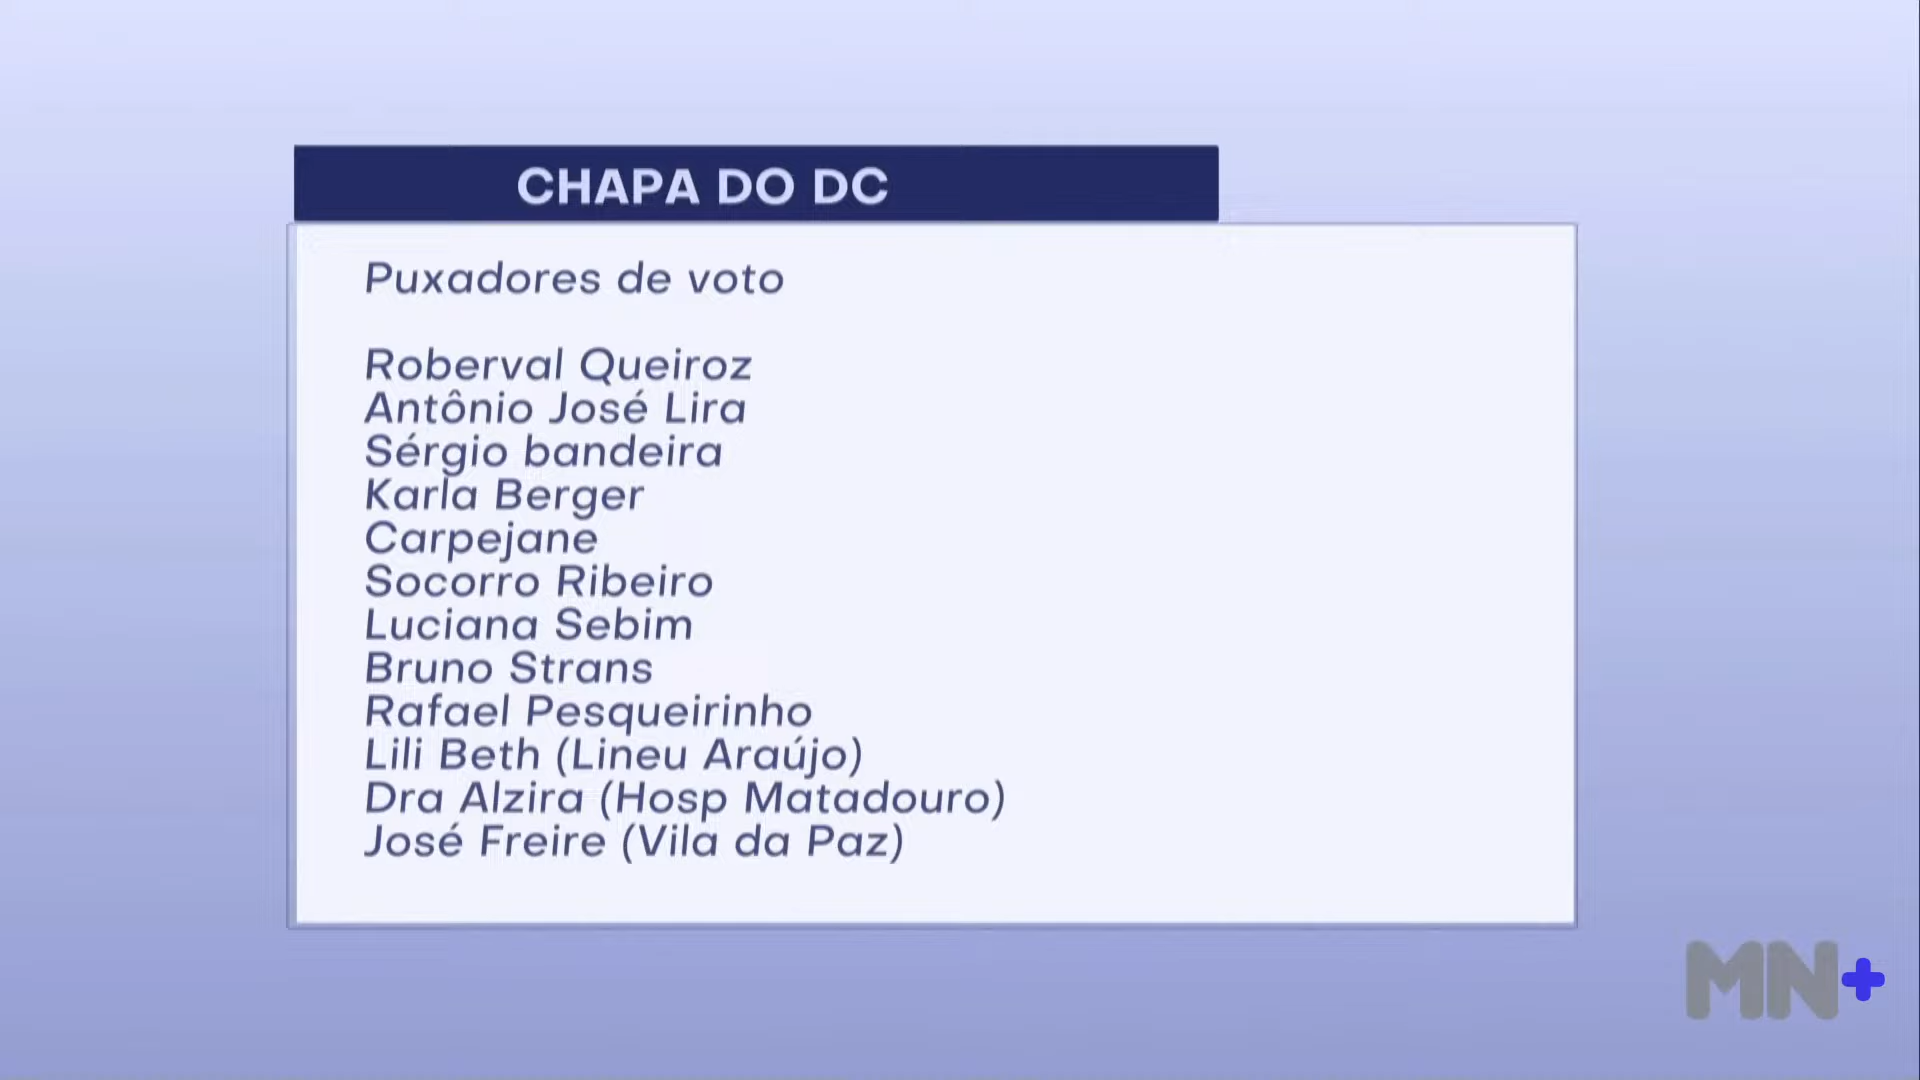 CHAPA DO DC
Puxadores de voto
Roberval Queiroz
Antônio José Lira
Sérgio bandeira
Karla Berger
Carpejane
Socorro Ribeiro
Luciana Sebim
Bruno Strans
Rafael Pesqueirinho
Lili Beth (Lineu Araújo)
Dra Alzira (Hosp Matadouro)
José Freire (Vila da Paz)
MN+